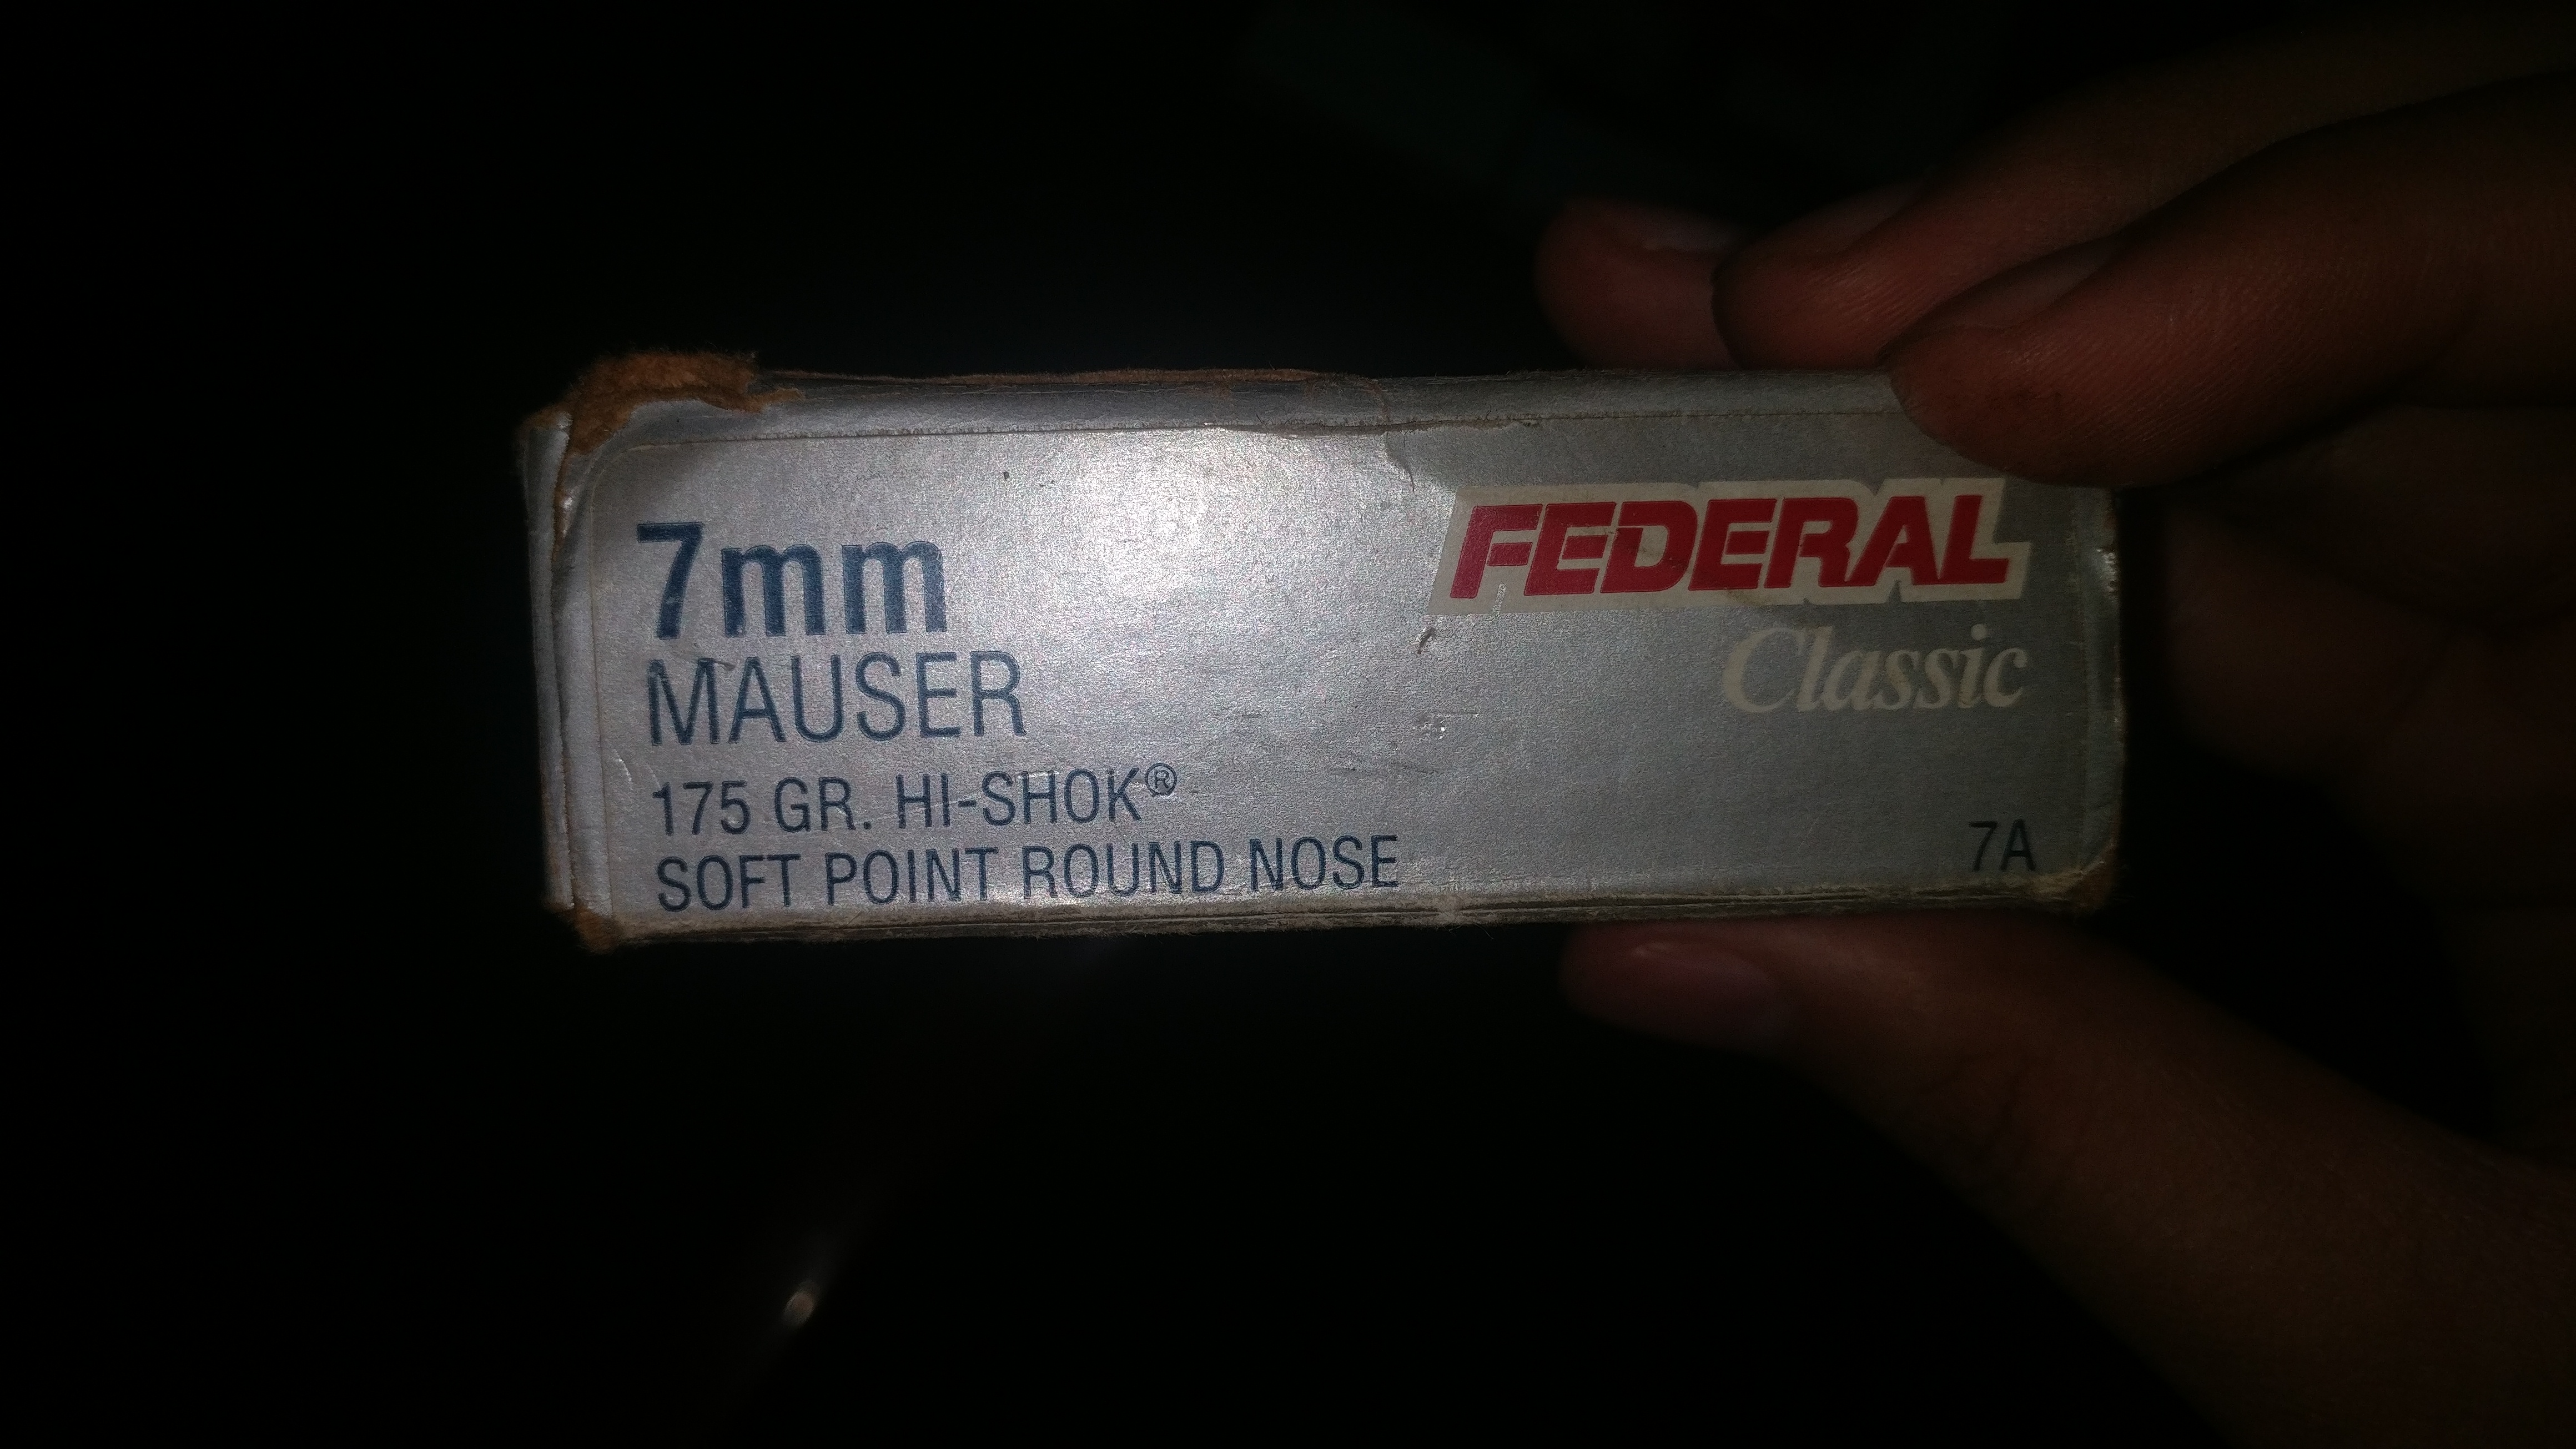 7mm
MAUSER
175 GR. HI-SHOK®
SOFT POINT ROUND NOSE
FEDERAL
Classic
7A